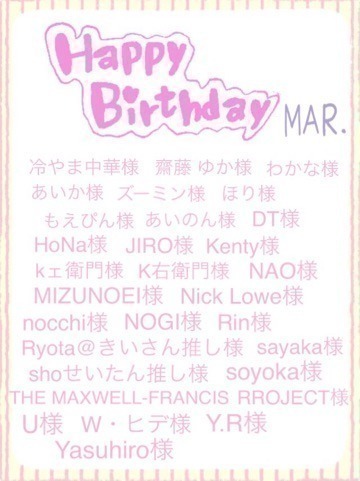 Happy
Birthday MAR.
冷やま中華様 齋藤 ゆか様 わかな様
あいか様 ズーミン様 ほり様
もえぴん様 あいのん様 DT様
HoNa様 JIRO様 Kenty様
kェ衛門様 K右衛門様 NAO様
MIZUNOEI様 Nick Lowe様
nocchi様 NOGI様 Rin様
Ryota@きいさん推し様 sayaka様
shoせいたん推し様 soyoka様
THE MAXWELL-FRANCIS RROJECT様
U様 W・ヒデ様 Y.R様
Yasuhiro様